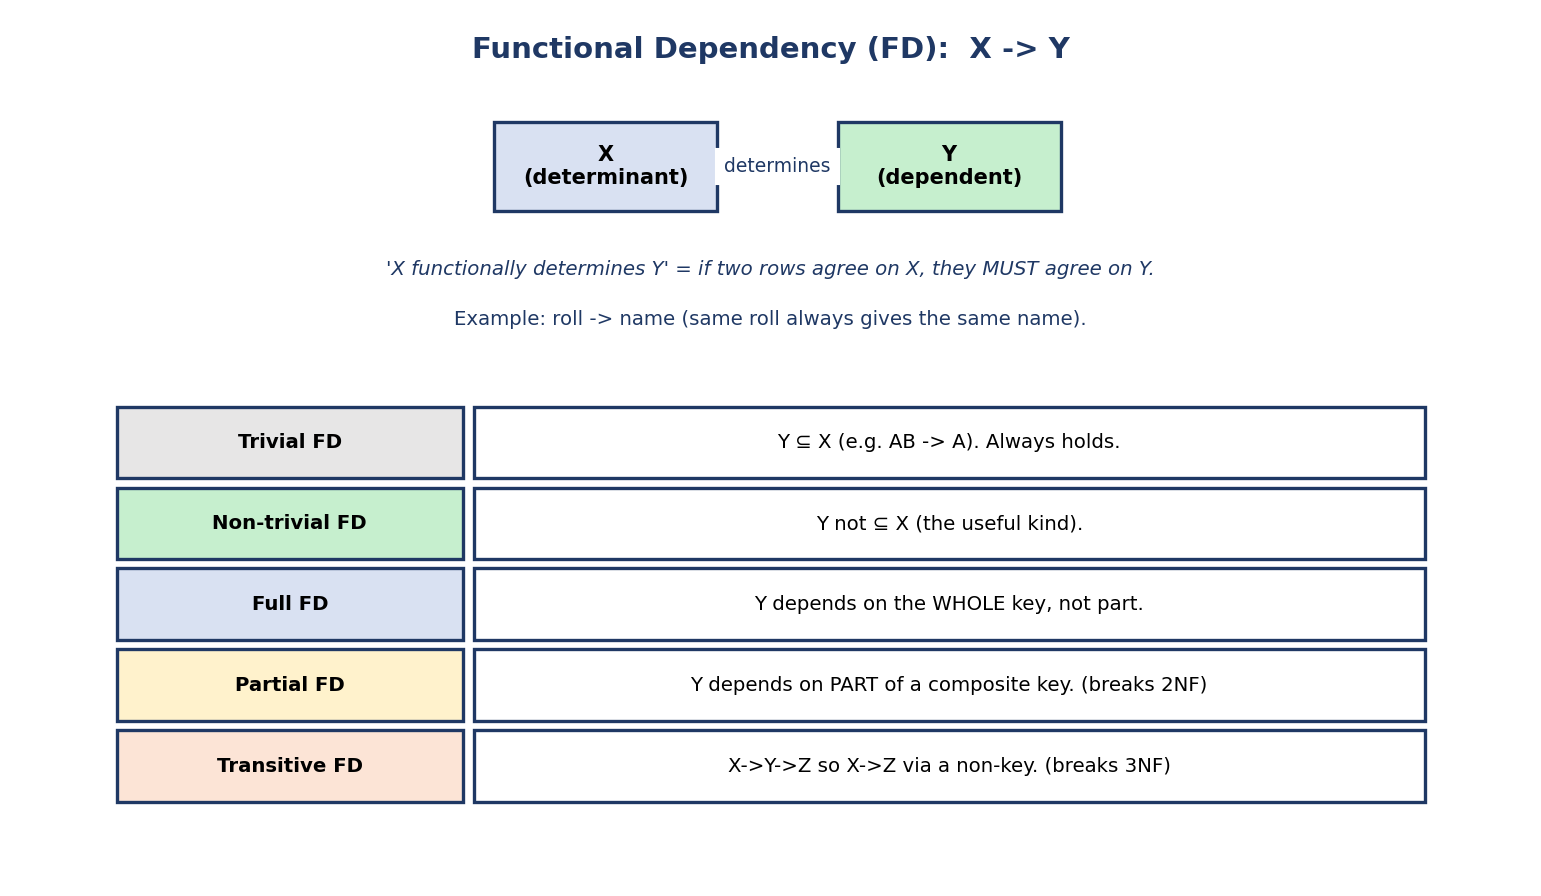 Functional Dependency (FD):  X -> Y
X
(determinant)
determines
Y
(dependent)
'X functionally determines Y' = if two rows agree on X, they MUST agree on Y.
Example: roll -> name (same roll always gives the same name).
Trivial FD
Y ⊆ X (e.g. AB -> A). Always holds.
Non-trivial FD
Y not ⊆ X (the useful kind).
Full FD
Y depends on the WHOLE key, not part.
Partial FD
Y depends on PART of a composite key. (breaks 2NF)
Transitive FD
X->Y->Z so X->Z via a non-key. (breaks 3NF)